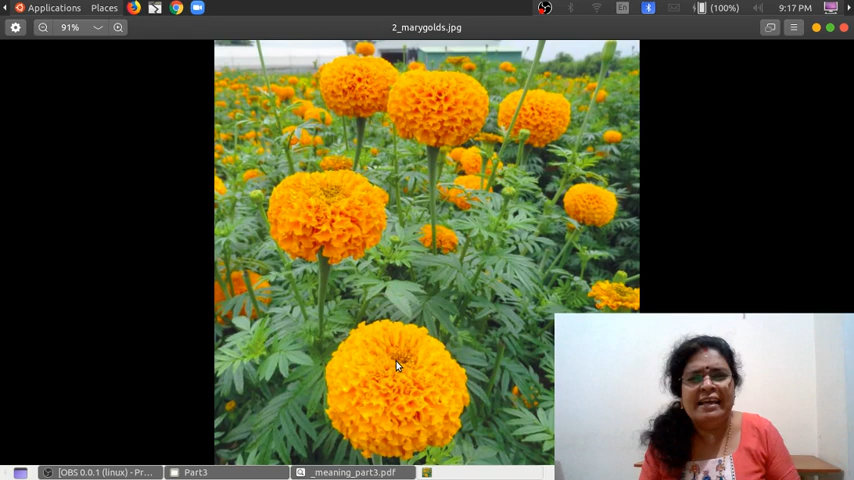 Applications Places En (100%) 9:17 PM
91% 2_marygolds.jpg
[OBS 0.0.1 (linux) - Pr... Part3 _meaning_part3.pdf